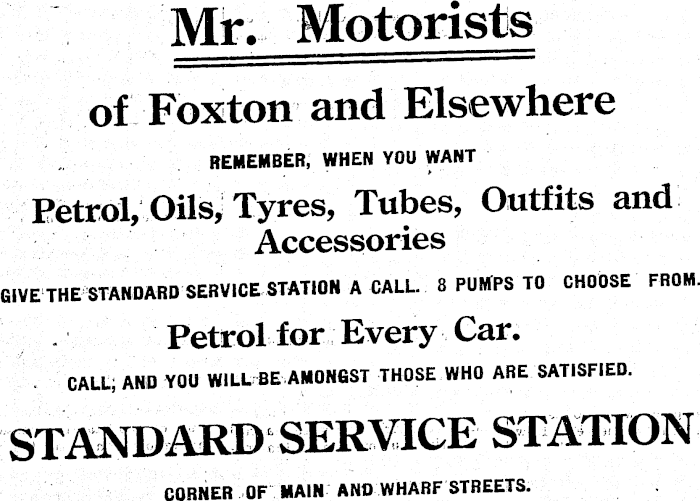 Mr. Motorists
of Foxton and Elsewhere
REMEMBER, WHEN YOU WANT
Petrol, Oils, Tyres, Tubes, Outfits and
Accessories
GIVE THE STANDARD SERVICE STATION A CALL. 8 PUMPS TO CHOOSE FROM.
Petrol for Every Car.
CALL, AND YOU WILL BE AMONGST THOSE WHO ARE SATISFIED.
STANDARD SERVICE STATION
CORNER OF MAIN AND WHARF STREETS.